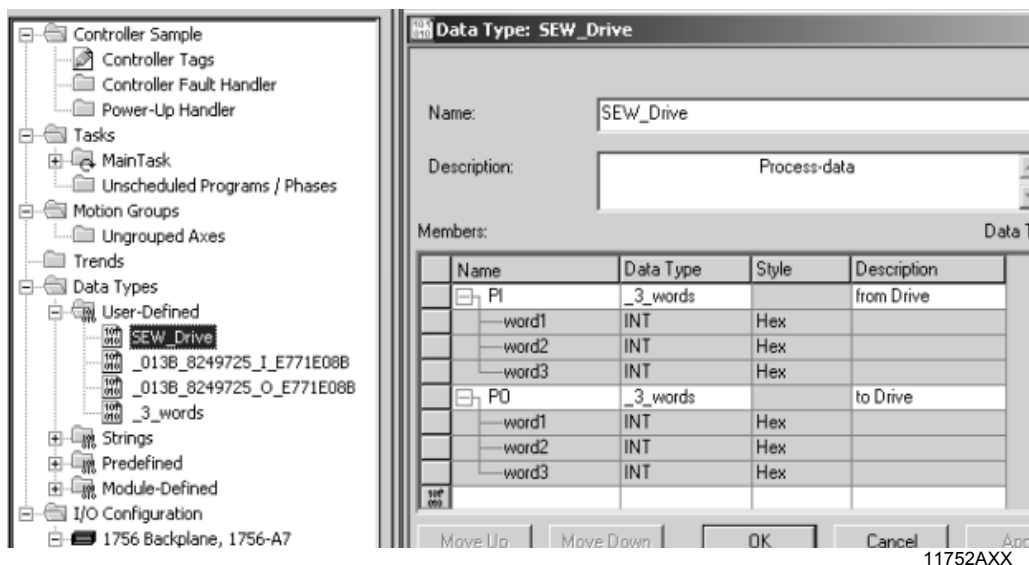 Controller Sample
Controller Tags
Controller Fault Handler
Power-Up Handler
Tasks
MainTask
Unscheduled Programs / Phases
Motion Groups
Ungrouped Axes
Trends
Data Types
User-Defined
SEW_Drive
_013B_8249725_I_E771E08B
_013B_8249725_O_E771E08B
_3_words
Strings
Predefined
Module-Defined
I/O Configuration
1756 Backplane, 1756-A7
Data Type: SEW_Drive
Name: SEW_Drive
Description: Process-data
Members: Data T
Name Data Type Style Description
PI _3_words from Drive
word1 INT Hex
word2 INT Hex
word3 INT Hex
PO _3_words to Drive
word1 INT Hex
word2 INT Hex
word3 INT Hex
Move Up Move Down OK Cancel App
11752AXX